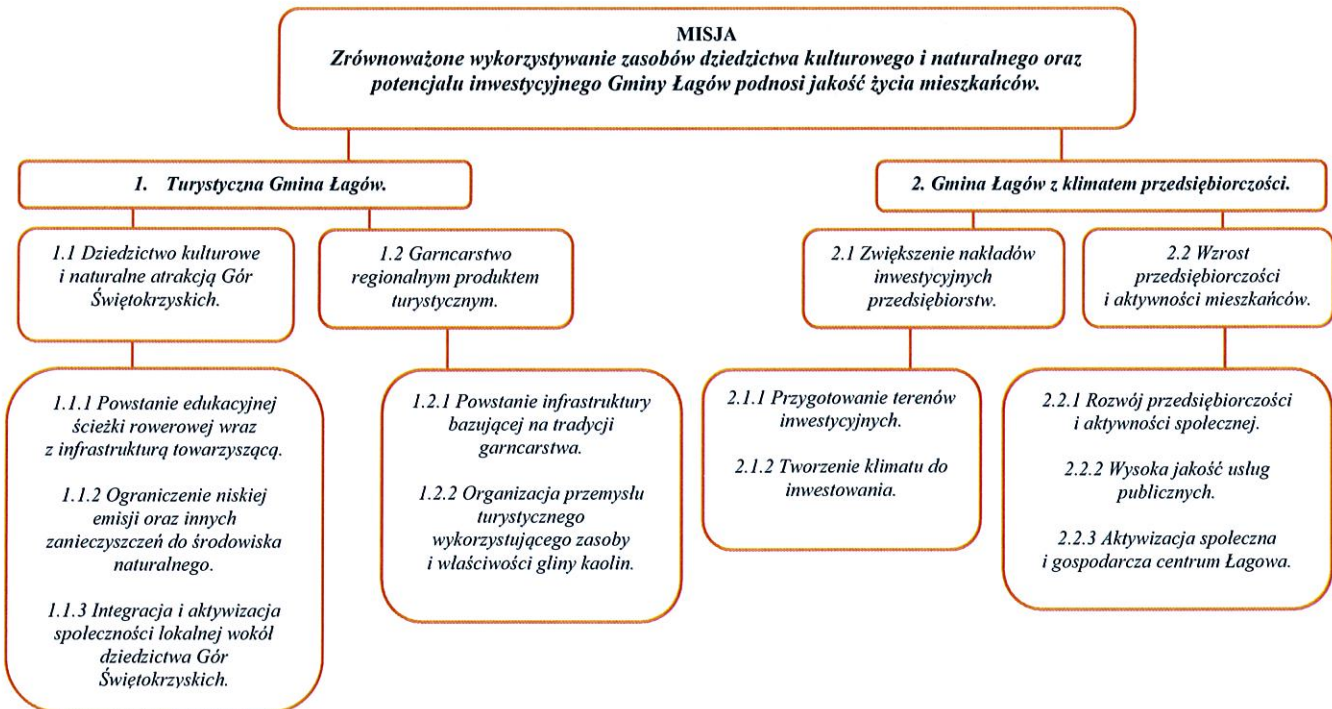 MISJA
Zrównoważone wykorzystywanie zasobów dziedzictwa kulturowego i naturalnego oraz
potencjału inwestycyjnego Gminy Łagów podnosi jakość życia mieszkańców.
1. Turystyczna Gmina Łagów.
2. Gmina Łagów z klimatem przedsiębiorczości.
1.1 Dziedzictwo kulturowe
i naturalne atrakcją Gór
Świętokrzyskich.
1.2 Garncarstwo
regionalnym produktem
turystycznym.
2.1 Zwiększenie nakładów
inwestycyjnych
przedsiębiorstw.
2.2 Wzrost
przedsiębiorczości
i aktywności mieszkańców.
1.1.1 Powstanie edukacyjnej
ścieżki rowerowej wraz
z infrastrukturą towarzyszącą.
1.1.2 Ograniczenie niskiej
emisji oraz innych
zanieczyszczeń do środowiska
naturalnego.
1.1.3 Integracja i aktywizacja
społeczności lokalnej wokół
dziedzictwa Gór
Świętokrzyskich.
1.2.1 Powstanie infrastruktury
bazującej na tradycji
garncarstwa.
1.2.2 Organizacja przemysłu
turystycznego
wykorzystującego zasoby
i właściwości gliny kaolin.
2.1.1 Przygotowanie terenów
inwestycyjnych.
2.1.2 Tworzenie klimatu do
inwestowania.
2.2.1 Rozwój przedsiębiorczości
i aktywności społecznej.
2.2.2 Wysoka jakość usług
publicznych.
2.2.3 Aktywizacja społeczna
i gospodarcza centrum Łagowa.